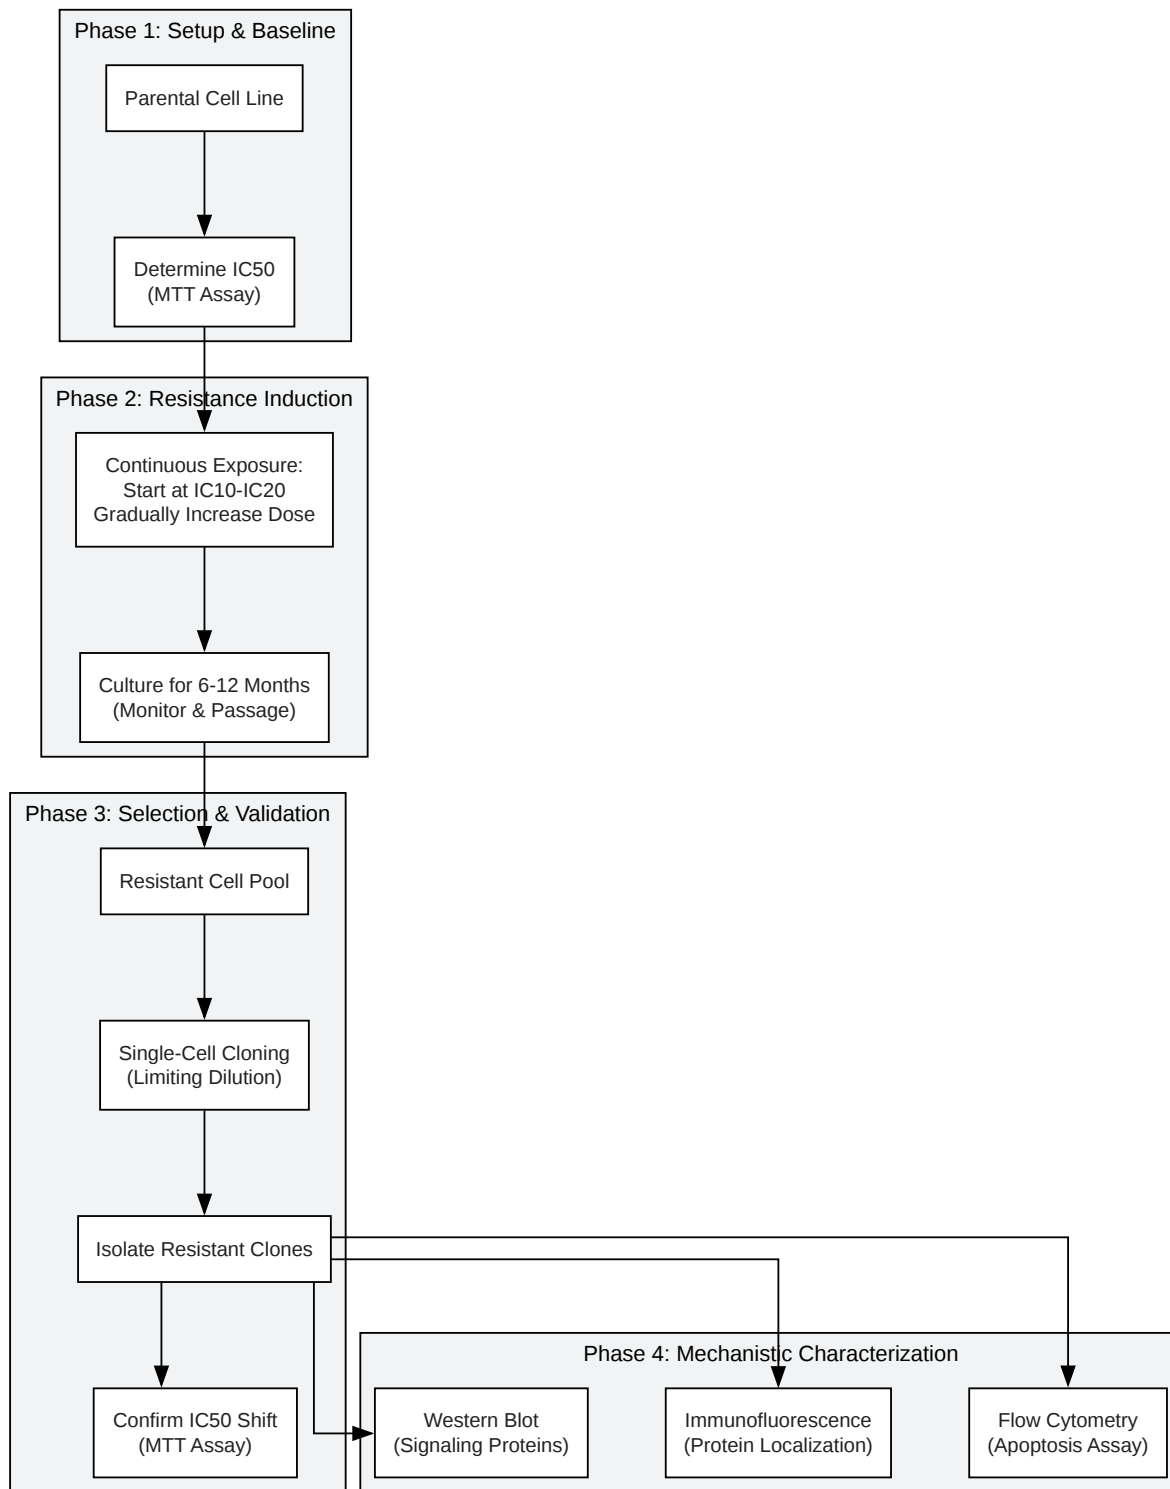 Phase 1: Setup & Baseline
Parental Cell Line
Determine IC50
(MTT Assay)
Phase 2: Resistance Induction
Continuous Exposure:
Start at IC10-IC20
Gradually Increase Dose
Culture for 6-12 Months
(Monitor & Passage)
Phase 3: Selection & Validation
Resistant Cell Pool
Single-Cell Cloning
(Limiting Dilution)
Isolate Resistant Clones
Confirm IC50 Shift
(MTT Assay)
Phase 4: Mechanistic Characterization
Western Blot
(Signaling Proteins)
Immunofluorescence
(Protein Localization)
Flow Cytometry
(Apoptosis Assay)